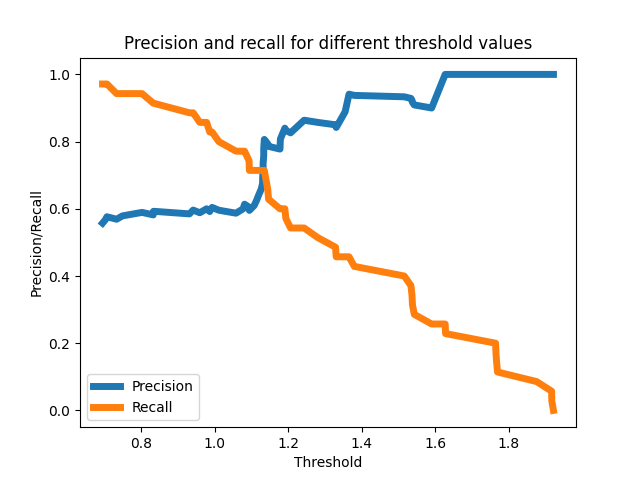 Precision and recall for different threshold values
Precision/Recall
1.0
0.8
0.6
0.4
0.2
0.0
Precision
Recall
0.8 1.0 1.2 1.4 1.6 1.8
Threshold